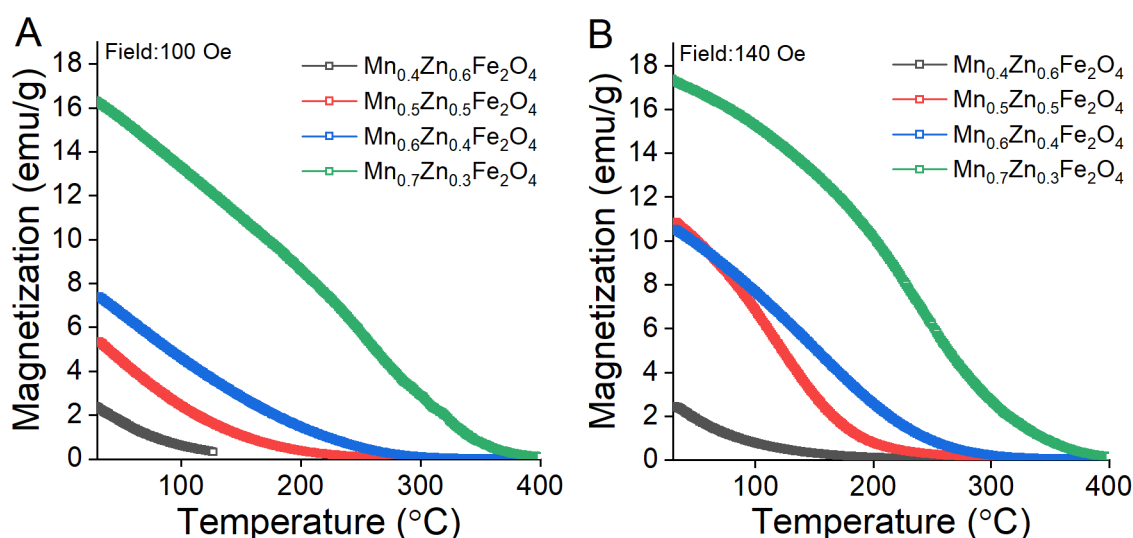 A
Field:100 Oe
Mn0.4Zn0.6Fe2O4
Mn0.5Zn0.5Fe2O4
Mn0.6Zn0.4Fe2O4
Mn0.7Zn0.3Fe2O4
Magnetization (emu/g)
18
16
14
12
10
8
6
4
2
0
100 200 300 400
Temperature (°C)
B
Field:140 Oe
Mn0.4Zn0.6Fe2O4
Mn0.5Zn0.5Fe2O4
Mn0.6Zn0.4Fe2O4
Mn0.7Zn0.3Fe2O4
Magnetization (emu/g)
18
16
14
12
10
8
6
4
2
0
100 200 300 400
Temperature (°C)